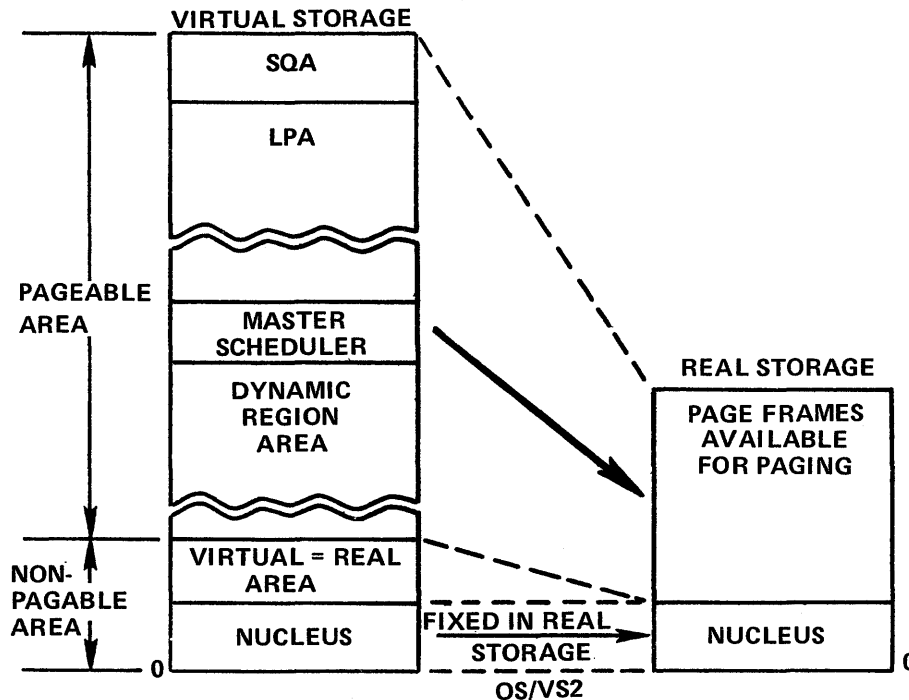 VIRTUAL STORAGE
SQA
LPA
PAGEABLE
AREA
MASTER
SCHEDULER
DYNAMIC
REGION
AREA
REAL STORAGE
PAGE FRAMES
AVAILABLE
FOR PAGING
VIRTUAL = REAL
AREA
NON-
PAGABLE
AREA
NUCLEUS
0
FIXED IN REAL
STORAGE
NUCLEUS
0
OS/VS2